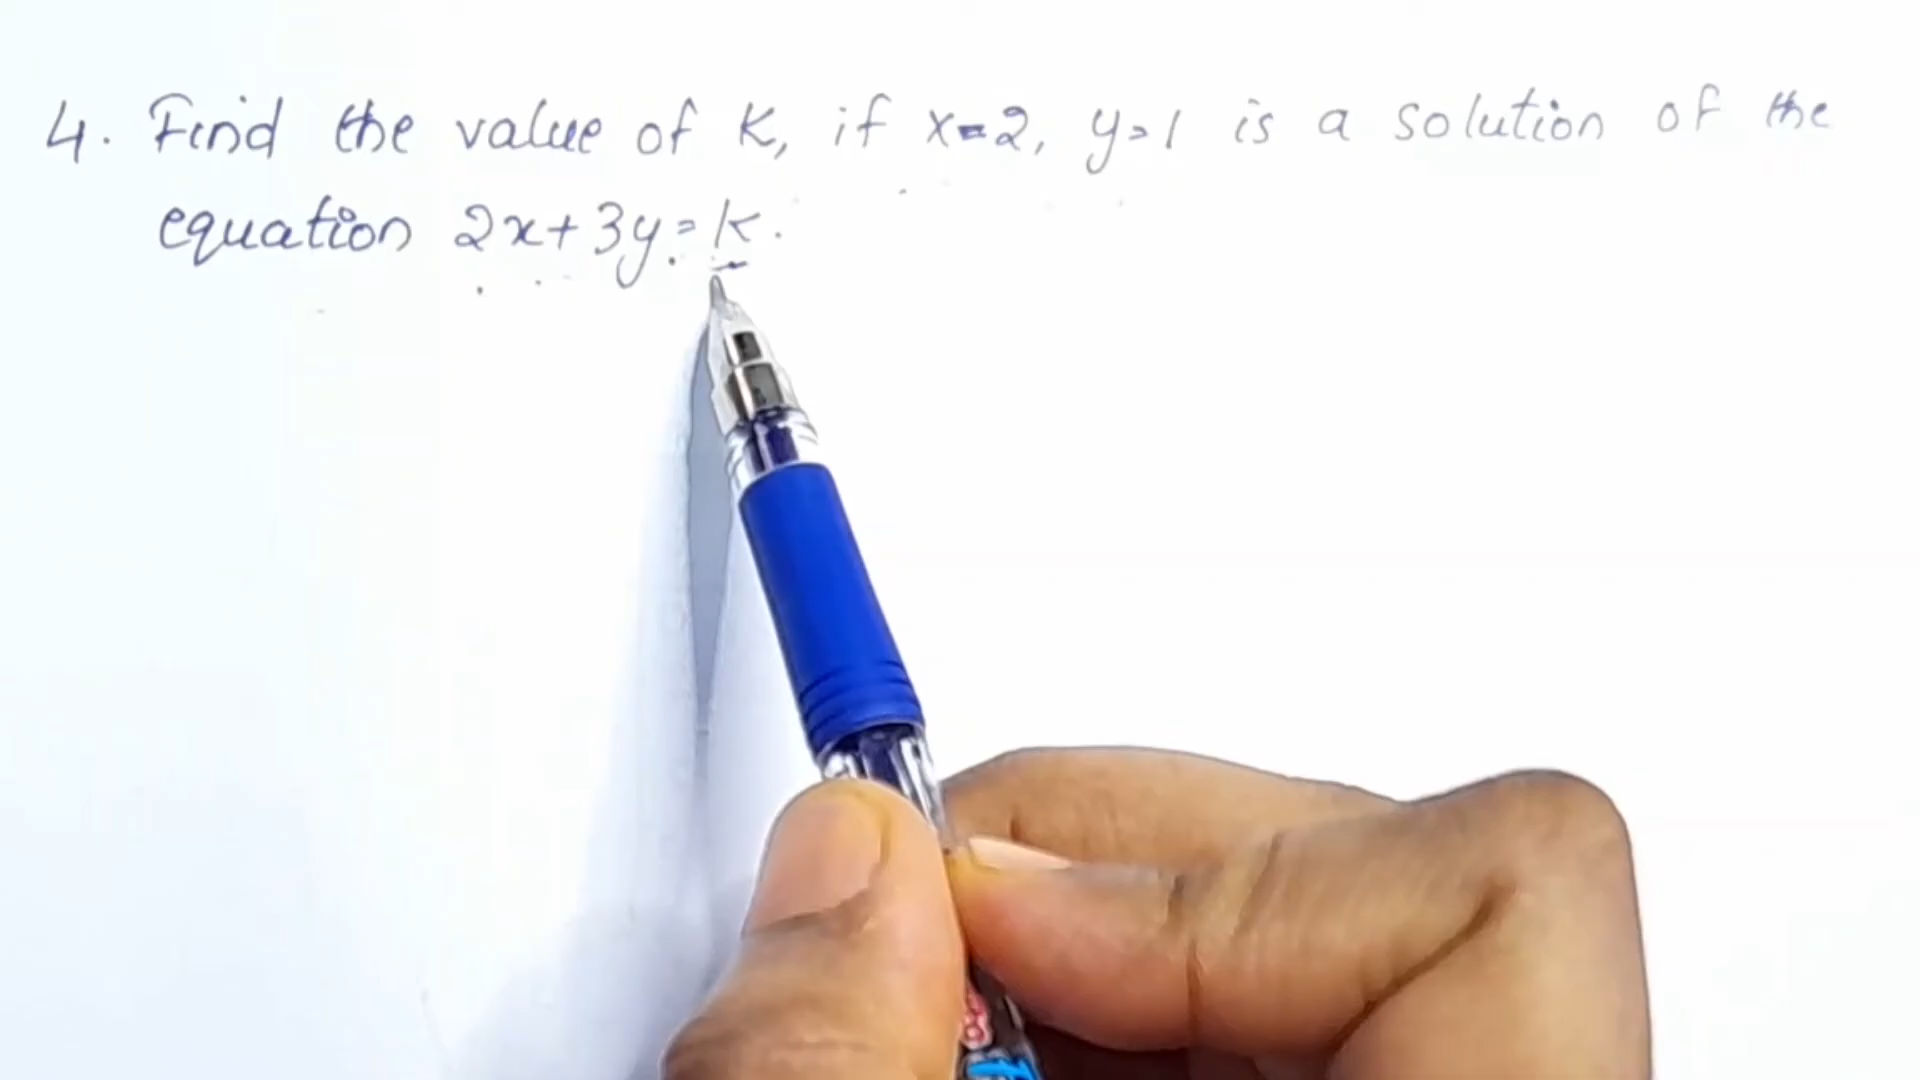 4. Find the value of K, if x=2, y=1 is a solution of the
equation 2x+3y=k.